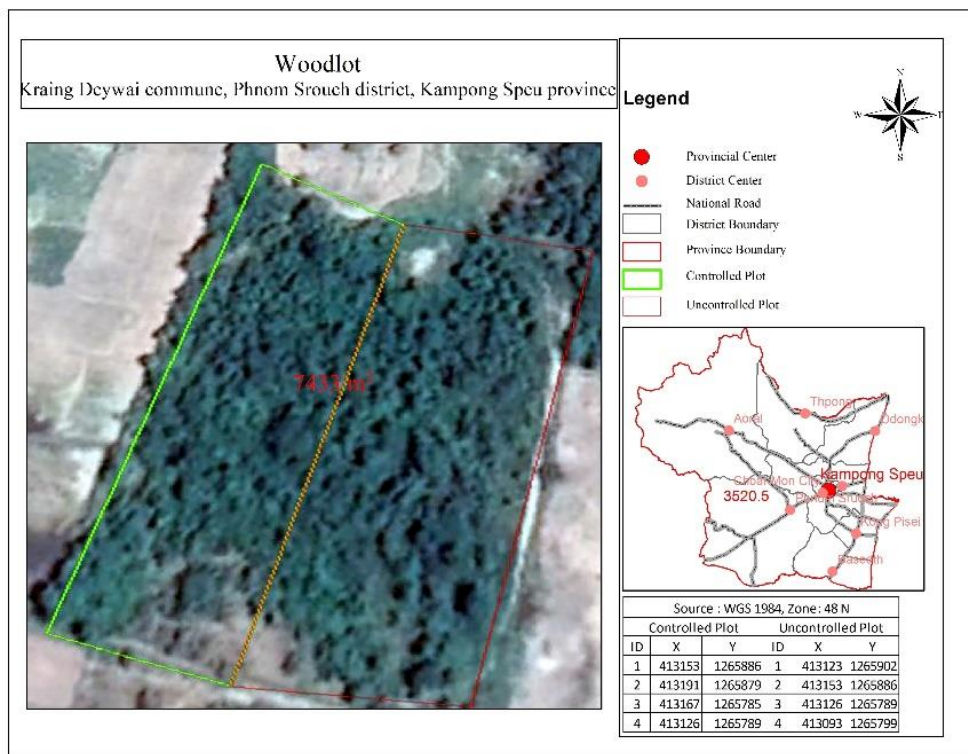 Woodlot
Kraing Deywai commune, Phnom Srouch district, Kampong Speu province
7433 m²
Legend
N
W
E
S
Provincial Center
District Center
National Road
District Boundary
Province Boundary
Controlled Plot
Uncontrolled Plot
Thpong
Aoral
Odongk
Kampong Speu
Chbar Mon City
3520.5
Kong Pisei
Basedth
Source : WGS 1984, Zone: 48 N
Controlled Plot Uncontrolled Plot
ID X Y ID X Y
1 413153 1265886 1 413123 1265902
2 413191 1265879 2 413153 1265886
3 413167 1265785 3 413126 1265789
4 413126 1265789 4 413093 1265799